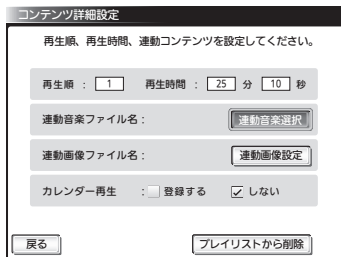 コンテンツ詳細設定
再生順、再生時間、連動コンテンツを設定してください。
再生順 : 1 再生時間 : 25 分 10 秒
連動音楽ファイル名 : 連動音楽選択
連動画像ファイル名 : 連動画像設定
カレンダー再生 : 登録する しない
戻る プレイリストから削除